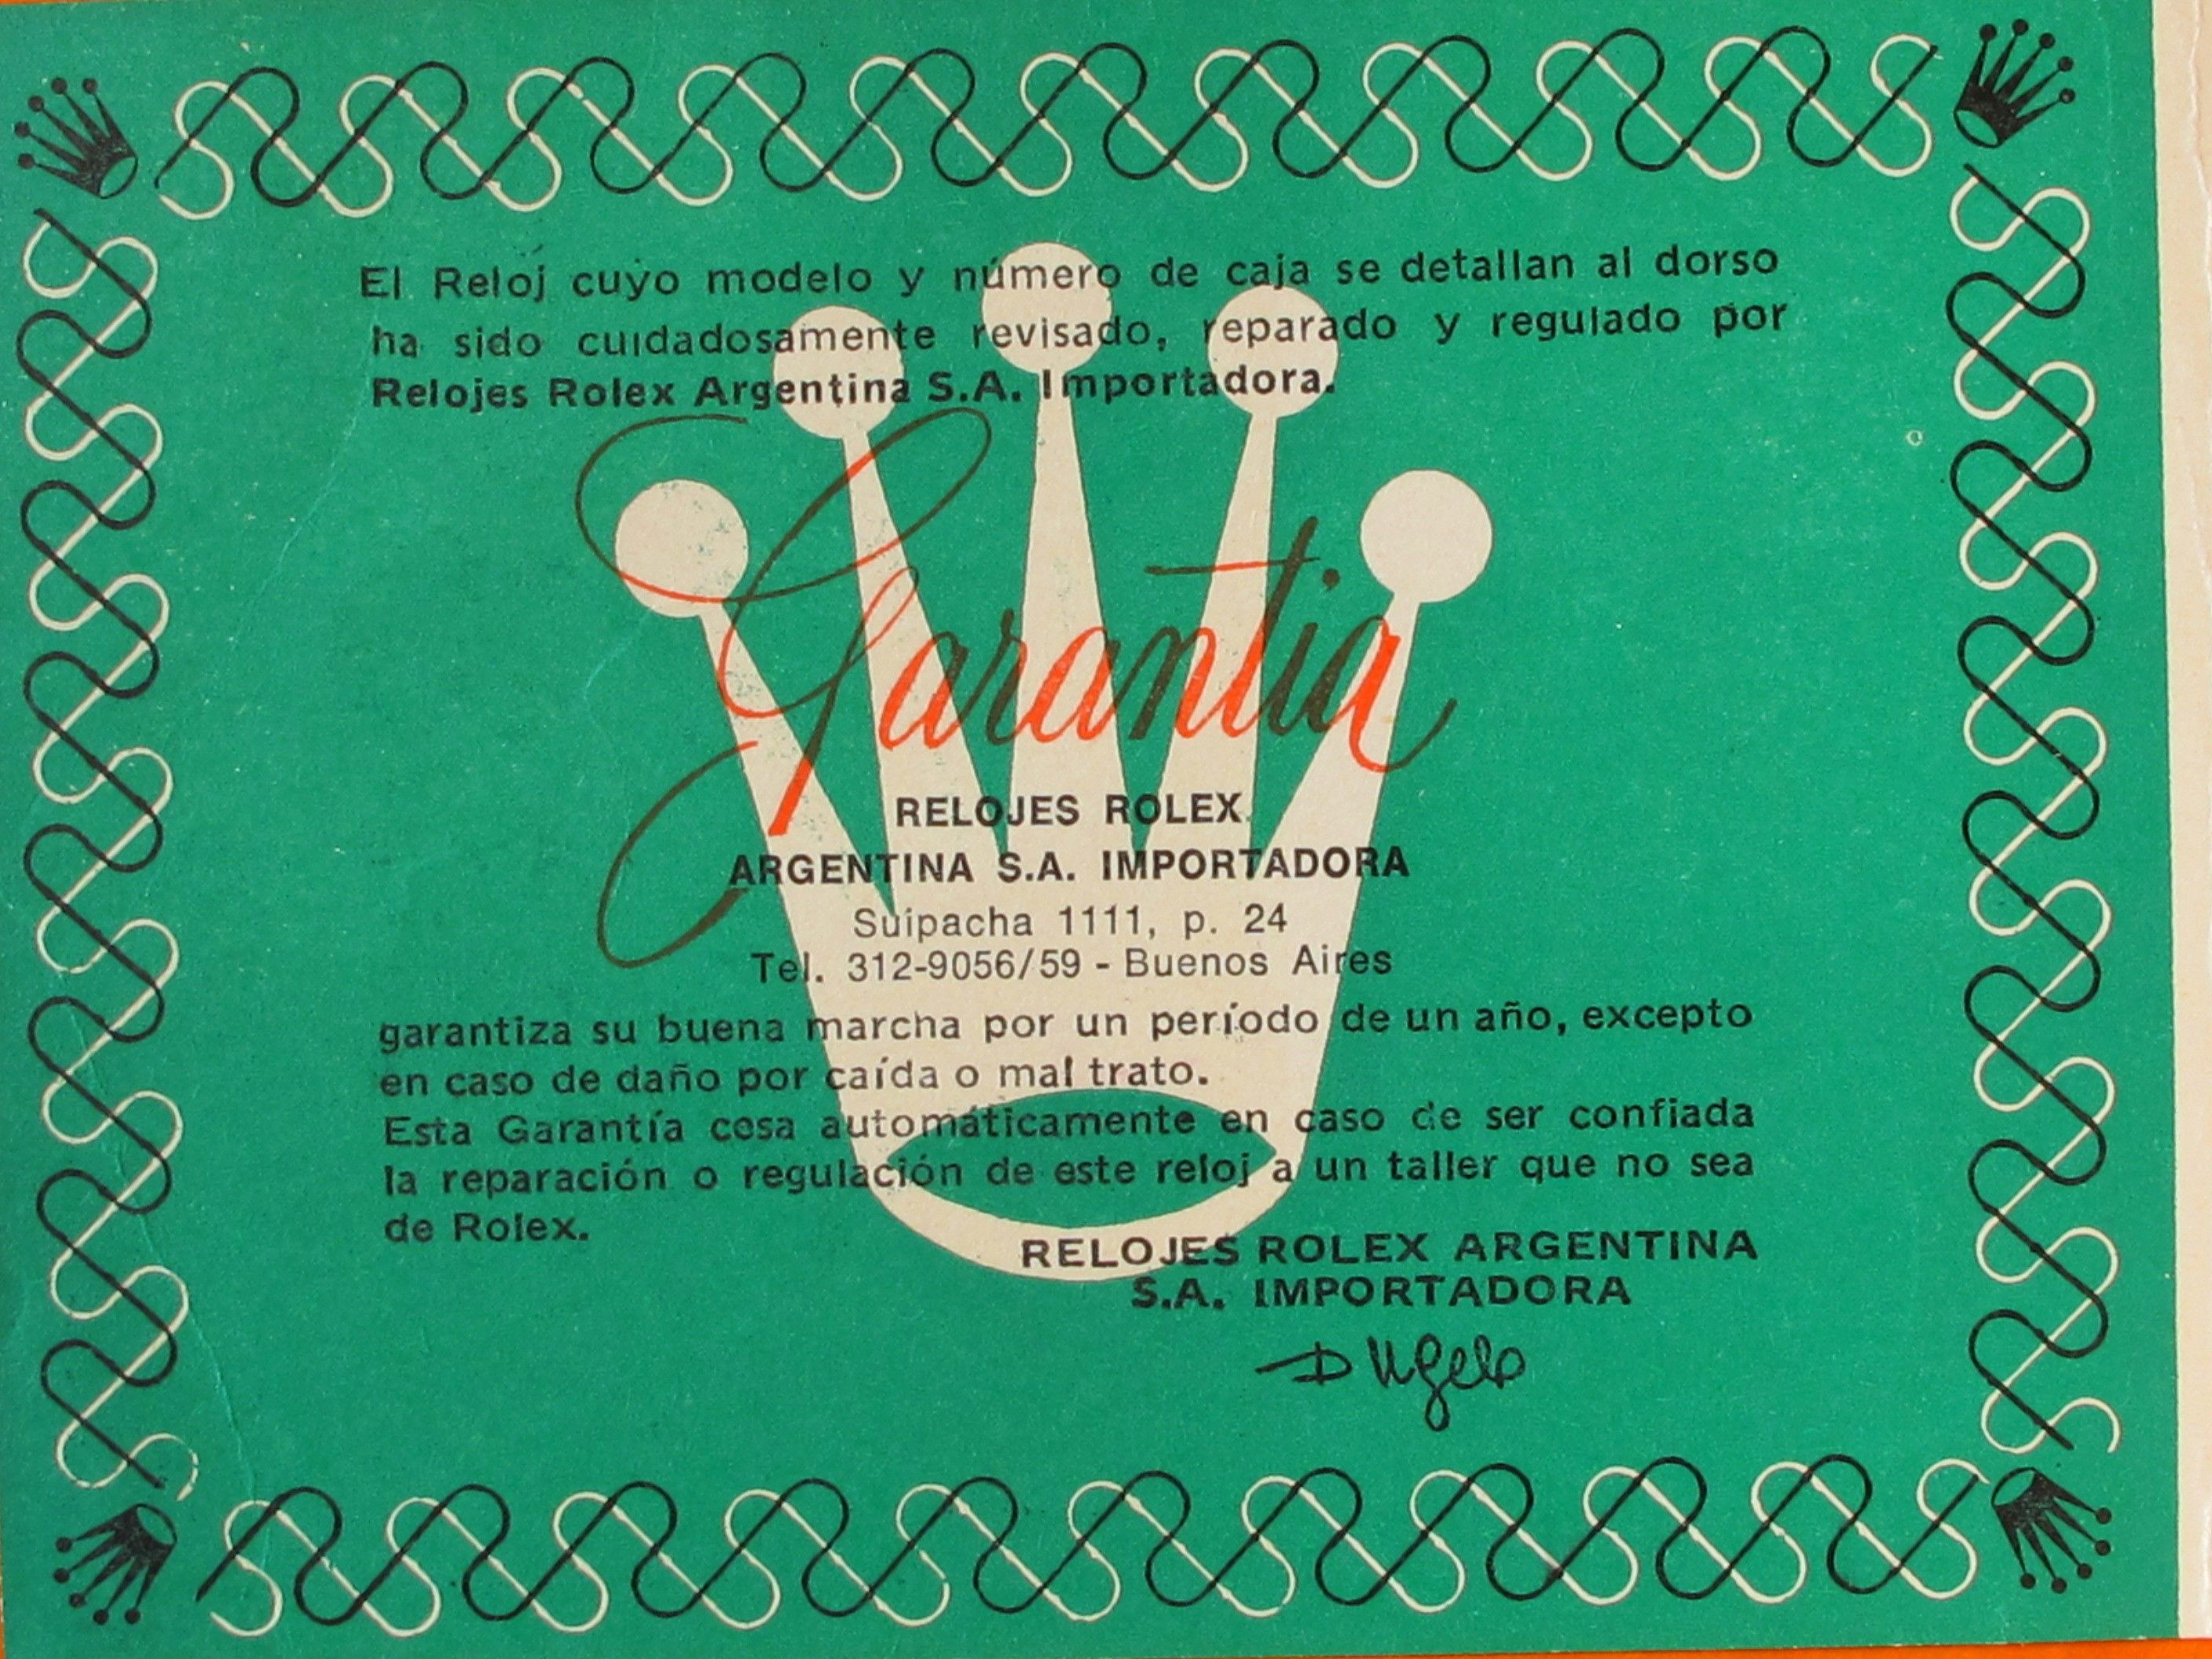 El Reloj cuyo modelo y número de caja se detallan al dorso
ha sido cuidadosamente revisado, reparado y regulado por
Relojes Rolex Argentina S.A. Importadora.
Garantia
RELOJES ROLEX
ARGENTINA S.A. IMPORTADORA
Suipacha 1111, p. 24
Tel. 312-9056/59 - Buenos Aires
garantiza su buena marcha por un período de un año, excepto
en caso de daño por caída o mal trato.
Esta Garantía cesa automáticamente en caso de ser confiada
la reparación o regulación de este reloj a un taller que no sea
de Rolex.
RELOJES ROLEX ARGENTINA
S.A. IMPORTADORA